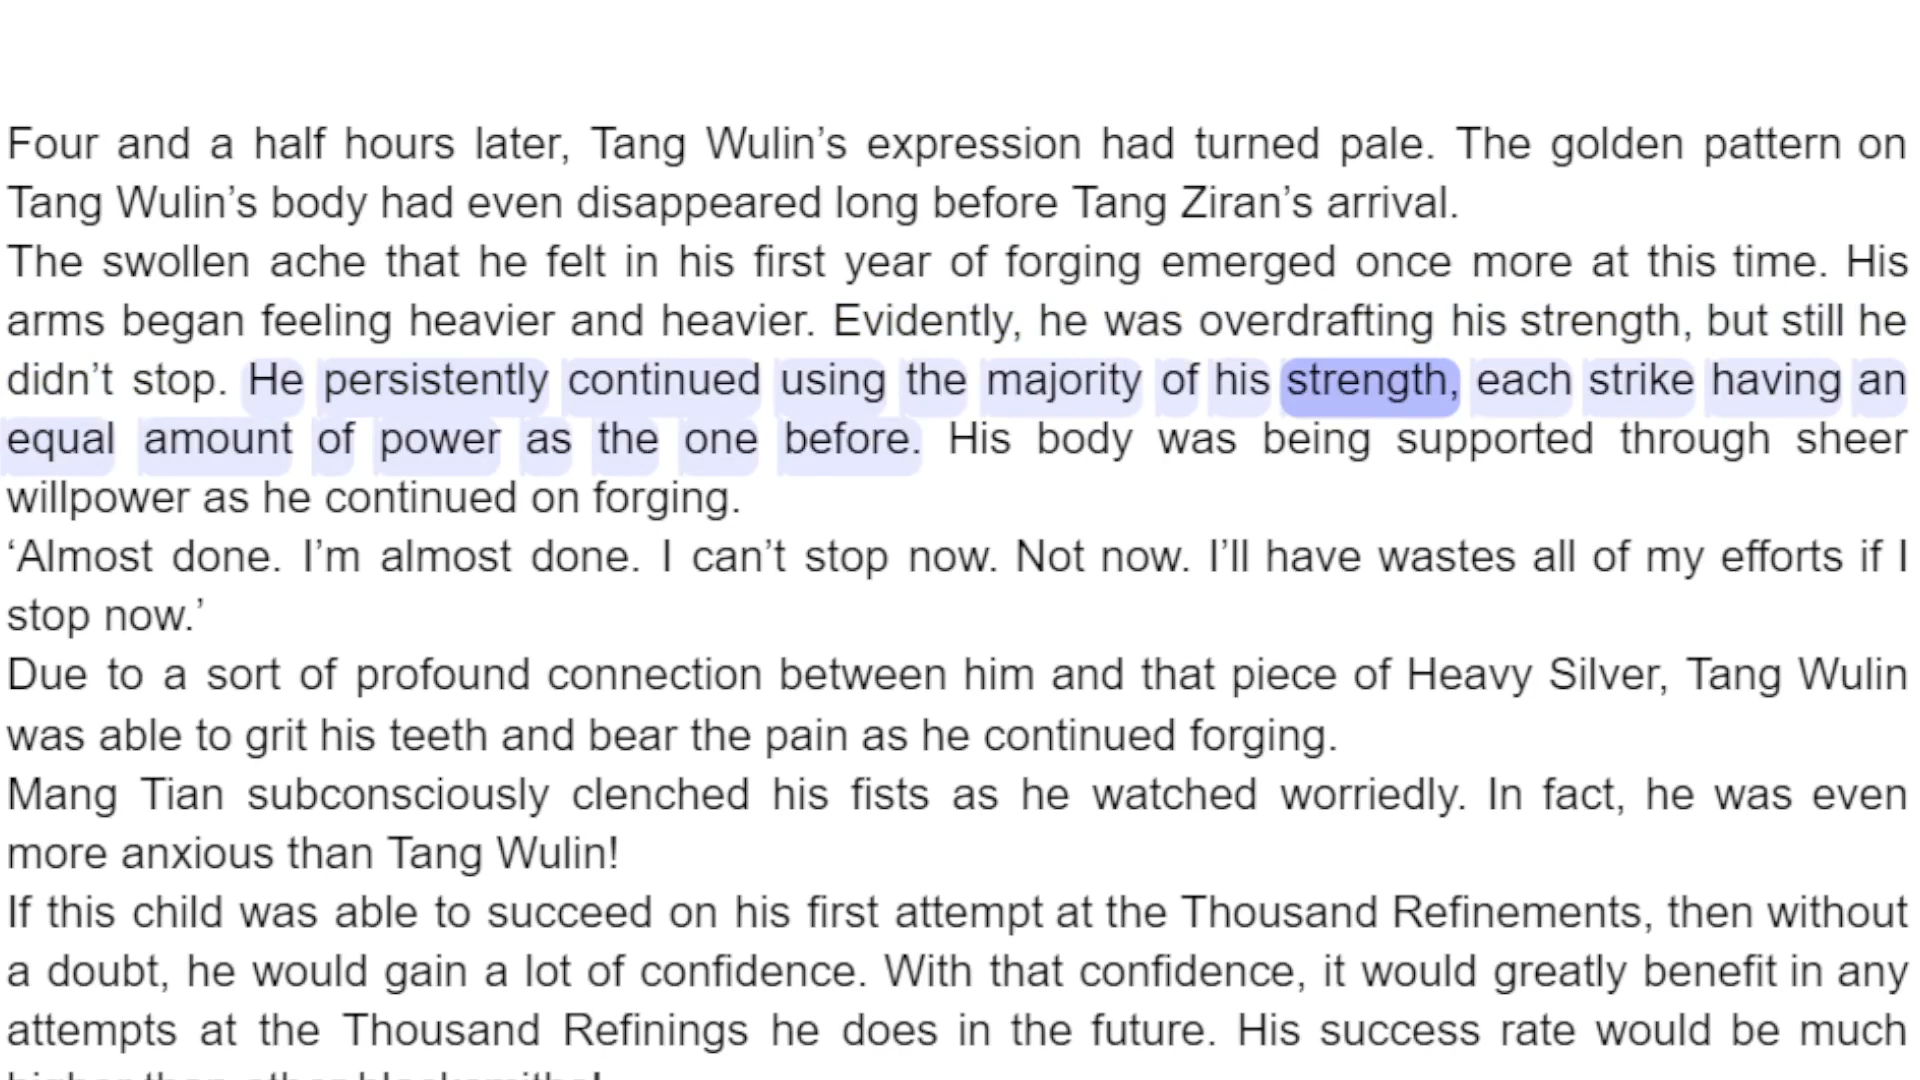 Four and a half hours later, Tang Wulin’s expression had turned pale. The golden pattern on
Tang Wulin’s body had even disappeared long before Tang Ziran’s arrival.
The swollen ache that he felt in his first year of forging emerged once more at this time. His
arms began feeling heavier and heavier. Evidently, he was overdrafting his strength, but still he
didn’t stop. He persistently continued using the majority of his strength, each strike having an
equal amount of power as the one before. His body was being supported through sheer
willpower as he continued on forging.
‘Almost done. I’m almost done. I can’t stop now. Not now. I’ll have wastes all of my efforts if I
stop now.’
Due to a sort of profound connection between him and that piece of Heavy Silver, Tang Wulin
was able to grit his teeth and bear the pain as he continued forging.
Mang Tian subconsciously clenched his fists as he watched worriedly. In fact, he was even
more anxious than Tang Wulin!
If this child was able to succeed on his first attempt at the Thousand Refinements, then without
a doubt, he would gain a lot of confidence. With that confidence, it would greatly benefit in any
attempts at the Thousand Refinings he does in the future. His success rate would be much